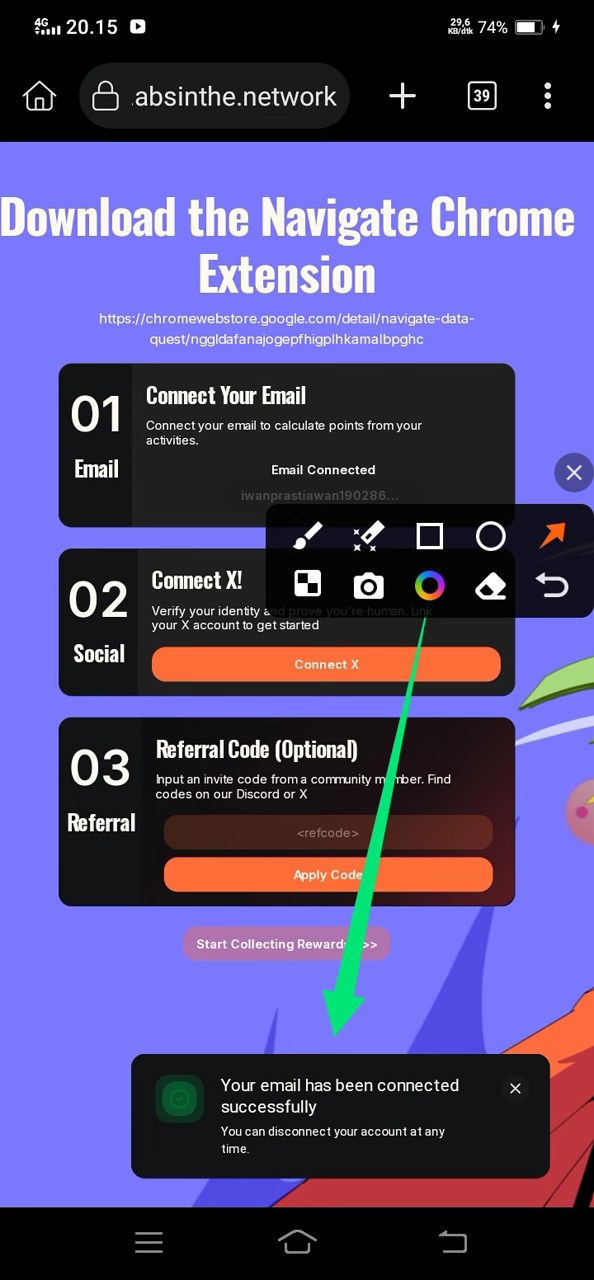 4G 20.15 29,6 KB/dtk 74%
.absinthe.network 39
Download the Navigate Chrome
Extension
https://chromewebstore.google.com/detail/navigate-data-
quest/nggldafanajogepfhigplhkamalbpghc
01
Email
Connect Your Email
Connect your email to calculate points from your
activities.
Email Connected
iwanprastiawan190286...
02
Social
Connect X!
Verify your identity and prove you're human. Link
your X account to get started
Connect X
03
Referral
Referral Code (Optional)
Input an invite code from a community member. Find
codes on our Discord or X
<refcode>
Apply Code
Start Collecting Rewards >>>
Your email has been connected
successfully
You can disconnect your account at any
time.